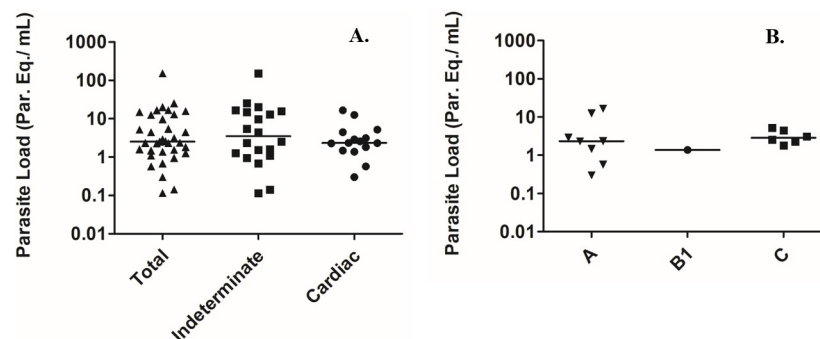 A.
Parasite Load (Par. Eq./ mL)
1000
100
10
1
0.1
0.01
Total
Indeterminate
Cardiac
B.
Parasite Load (Par. Eq./ mL)
1000
100
10
1
0.1
0.01
A
B1
C